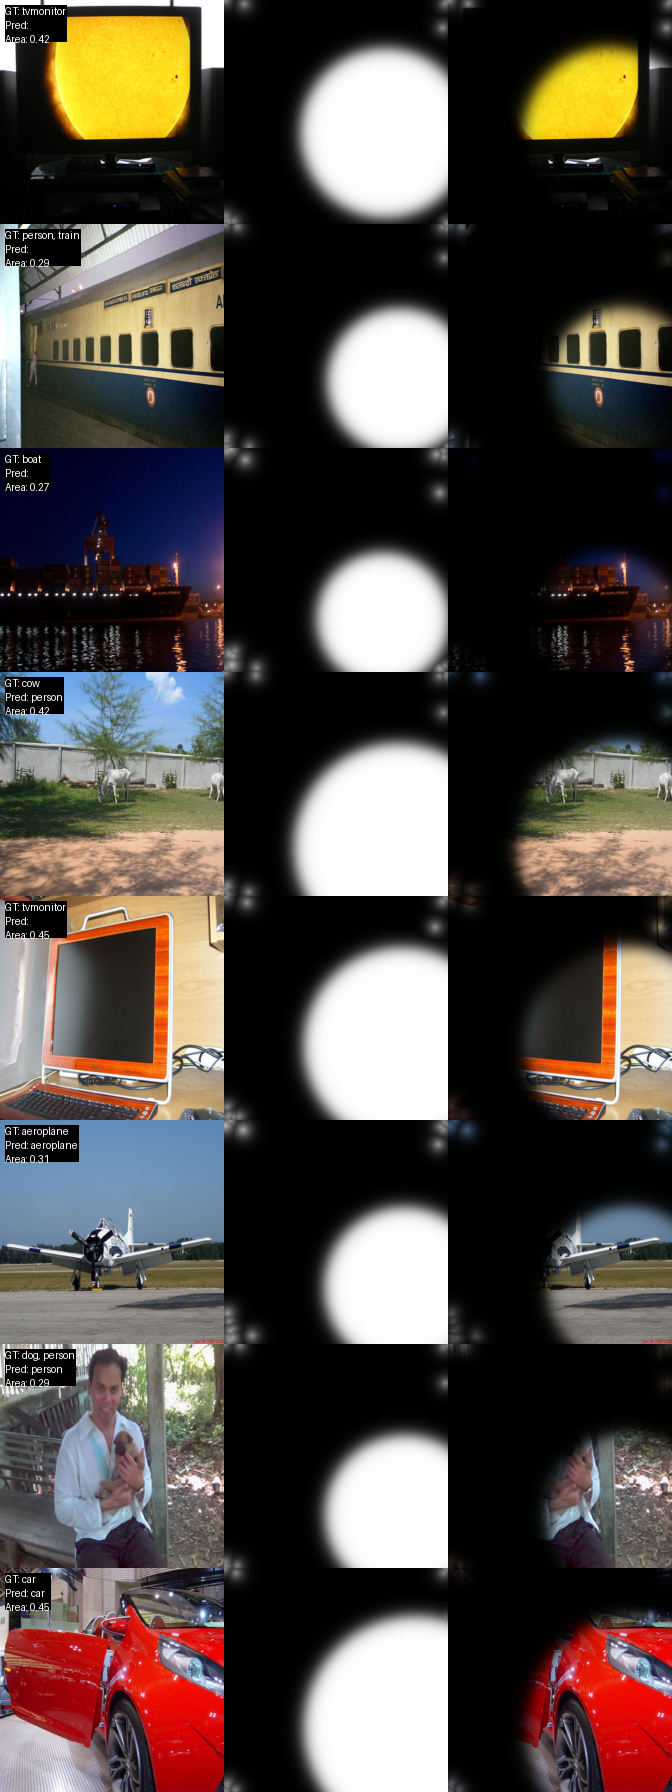 GT: tvmonitor
Pred:
Area: 0.42
GT: person, train
Pred:
Area: 0.29
GT: boat
Pred:
Area: 0.27
GT: cow
Pred: person
Area: 0.42
GT: tvmonitor
Pred:
Area: 0.45
GT: aeroplane
Pred: aeroplane
Area: 0.31
GT: dog, person
Pred: person
Area: 0.29
GT: car
Pred: car
Area: 0.45